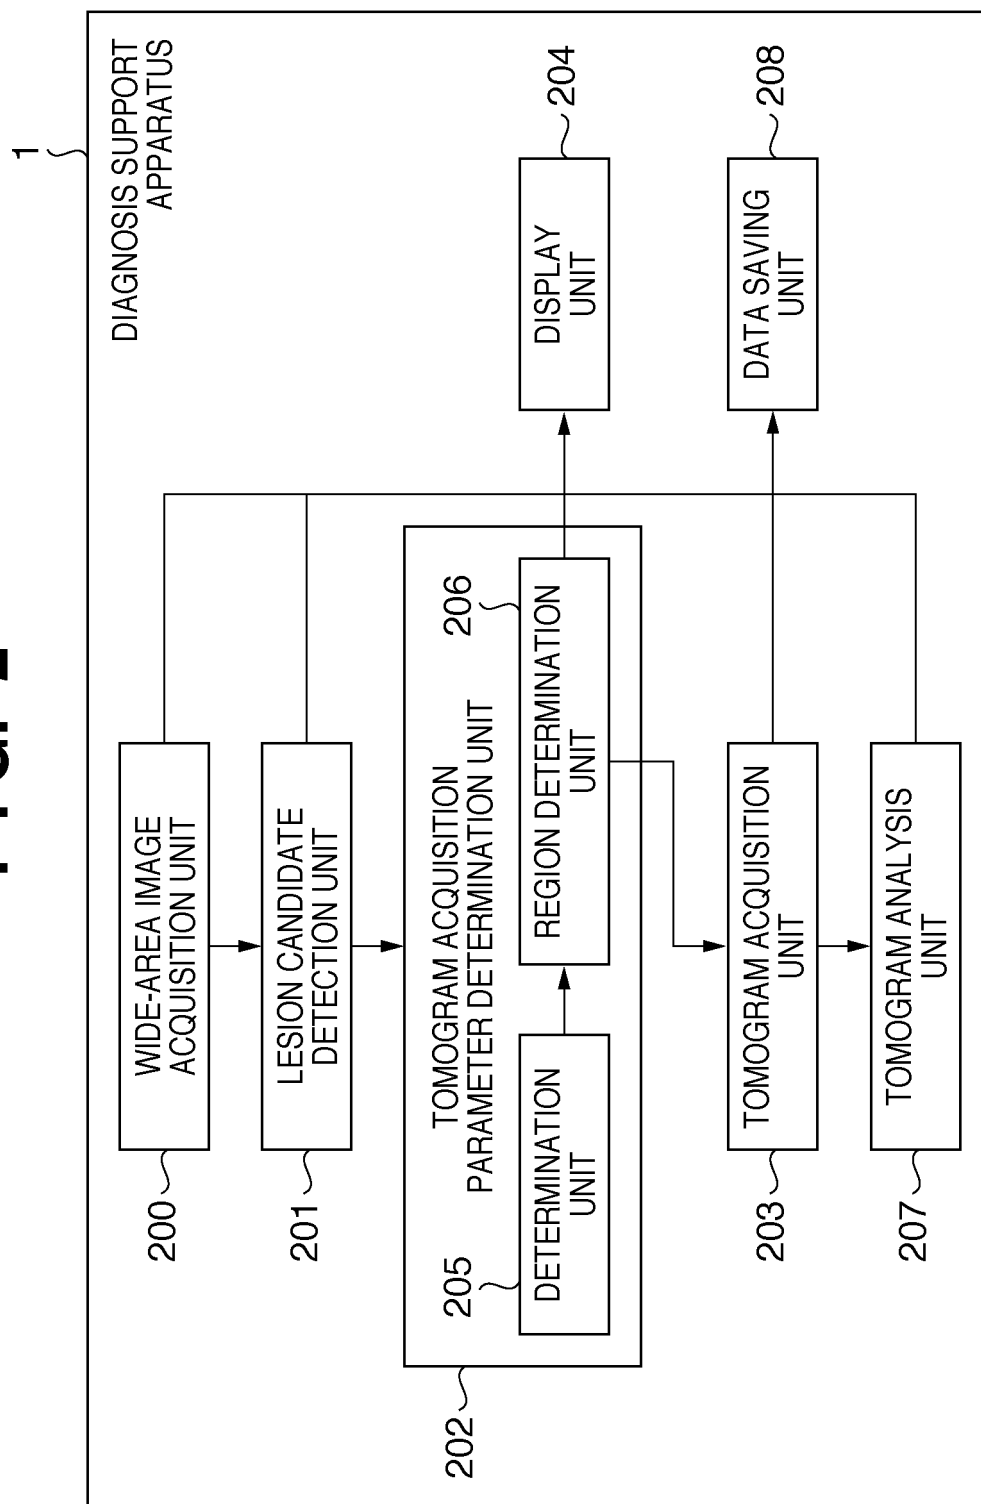 1
DIAGNOSIS SUPPORT
APPARATUS
200
WIDE-AREA IMAGE
ACQUISITION UNIT
201
LESION CANDIDATE
DETECTION UNIT
202
TOMOGRAM ACQUISITION
PARAMETER DETERMINATION UNIT
205
DETERMINATION
UNIT
206
REGION DETERMINATION
UNIT
204
DISPLAY
UNIT
203
TOMOGRAM ACQUISITION
UNIT
208
DATA SAVING
UNIT
207
TOMOGRAM ANALYSIS
UNIT